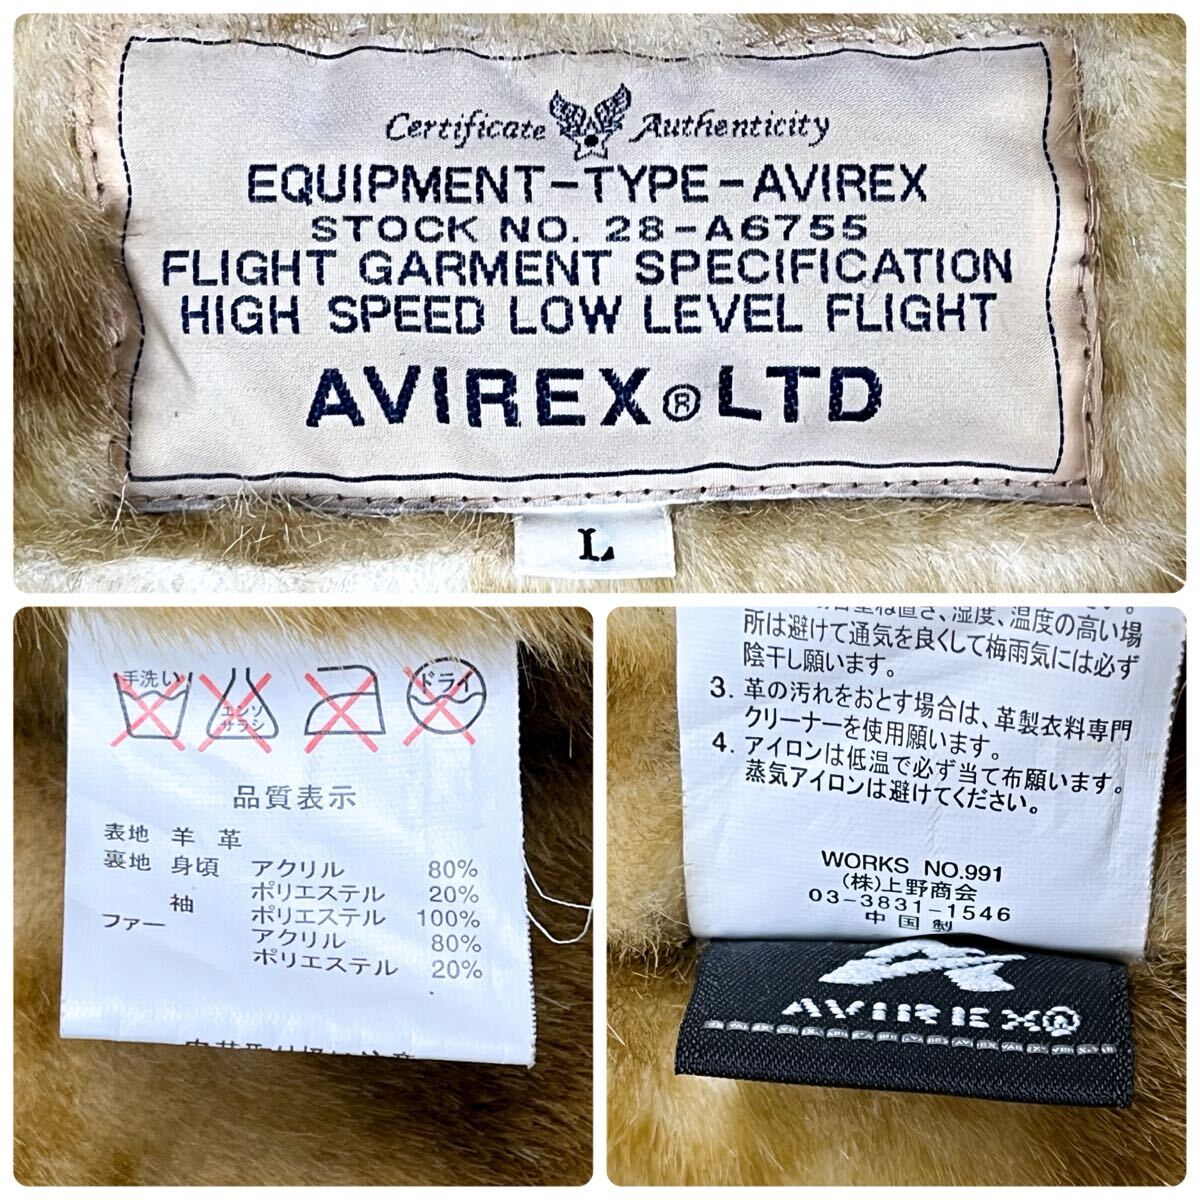 Certificate Authenticity
EQUIPMENT-TYPE-AVIREX
STOCK NO. 28-A6755
FLIGHT GARMENT SPECIFICATION
HIGH SPEED LOW LEVEL FLIGHT
AVIREX® LTD
L
手洗い エンソサラシ ドライ
品質表示
表地 羊 革
裏地 身頃 アクリル 80%
ポリエステル 20%
袖 ポリエステル 100%
ファー アクリル 80%
ポリエステル 20%
湿度、温度の高い場
所は避けて通気を良くして梅雨気には必ず
陰干し願います。
3. 革の汚れをおとす場合は、革製衣料専門
クリーナーを使用願います。
4. アイロンは低温で必ず当て布願います。
蒸気アイロンは避けてください。
WORKS NO.991
(株)上野商会
03-3831-1546
中国製
AVIREX®